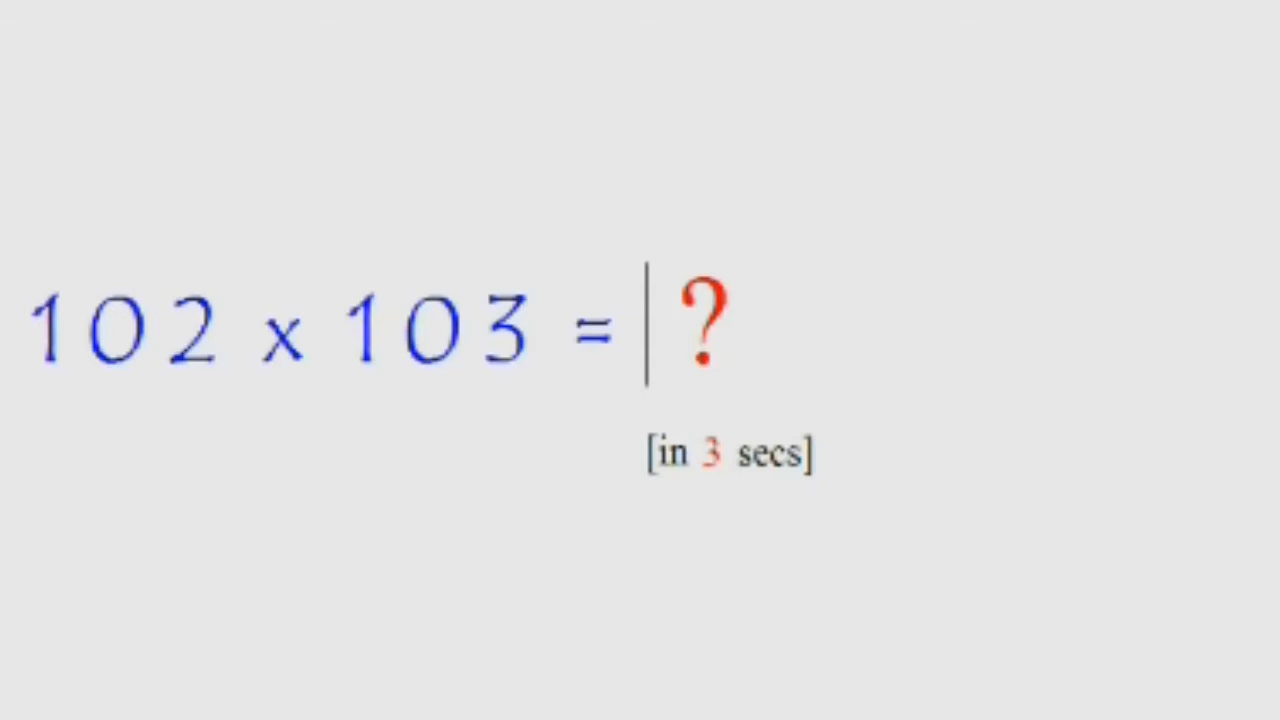 102 x 103 = ?
[in 3 secs]